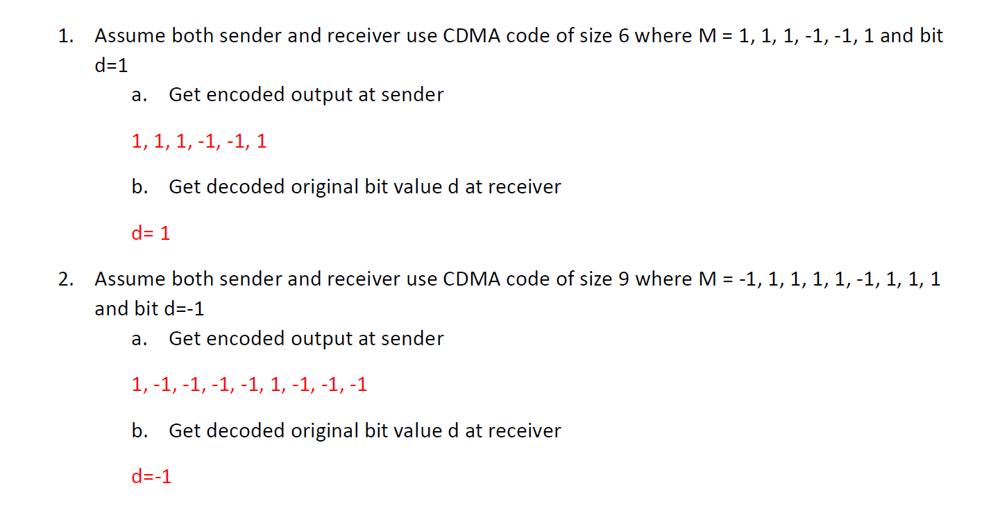 1. Assume both sender and receiver use CDMA code of size 6 where M = 1, 1, 1, -1, -1, 1 and bit
d=1
a. Get encoded output at sender
1, 1, 1, -1, -1, 1
b. Get decoded original bit value d at receiver
d= 1
2. Assume both sender and receiver use CDMA code of size 9 where M = -1, 1, 1, 1, 1, -1, 1, 1, 1
and bit d=-1
a. Get encoded output at sender
1, -1, -1, -1, -1, 1, -1, -1, -1
b. Get decoded original bit value d at receiver
d=-1